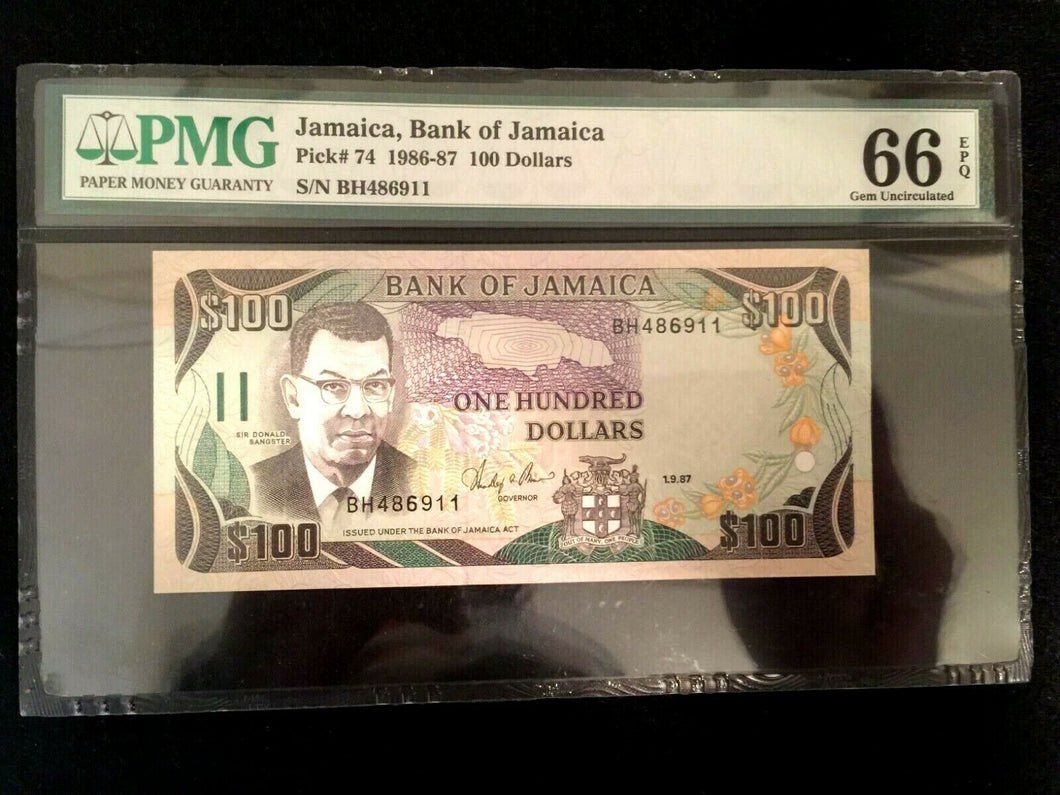 PMG
PAPER MONEY GUARANTY
Jamaica, Bank of Jamaica
Pick# 74 1986-87 100 Dollars
S/N BH486911
66
EPQ
Gem Uncirculated
BANK OF JAMAICA
$100
$100
BH486911
ONE HUNDRED
DOLLARS
SIR DONALD
SANGSTER
GOVERNOR
1.9.87
BH486911
ISSUED UNDER THE BANK OF JAMAICA ACT
OUT OF MANY, ONE PEOPLE
$100
$100